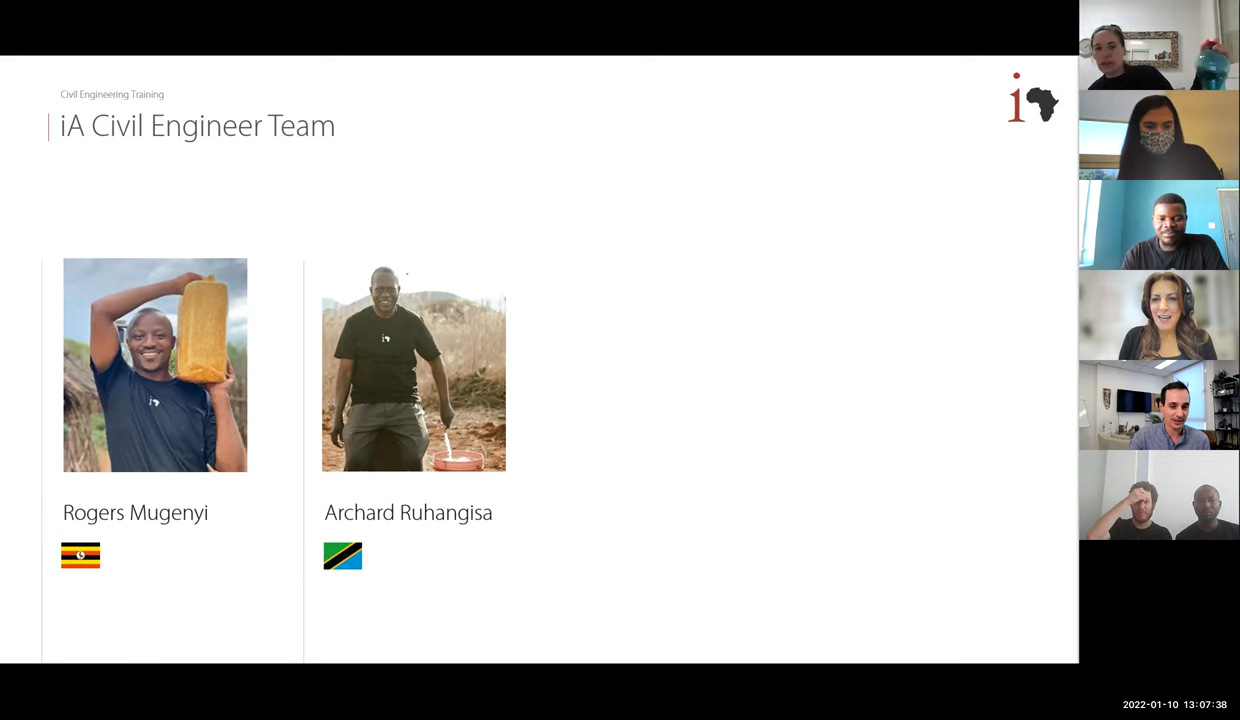 Civil Engineering Training
iA Civil Engineer Team
i
Rogers Mugenyi
Archard Ruhangisa
2022-01-10 13:07:38